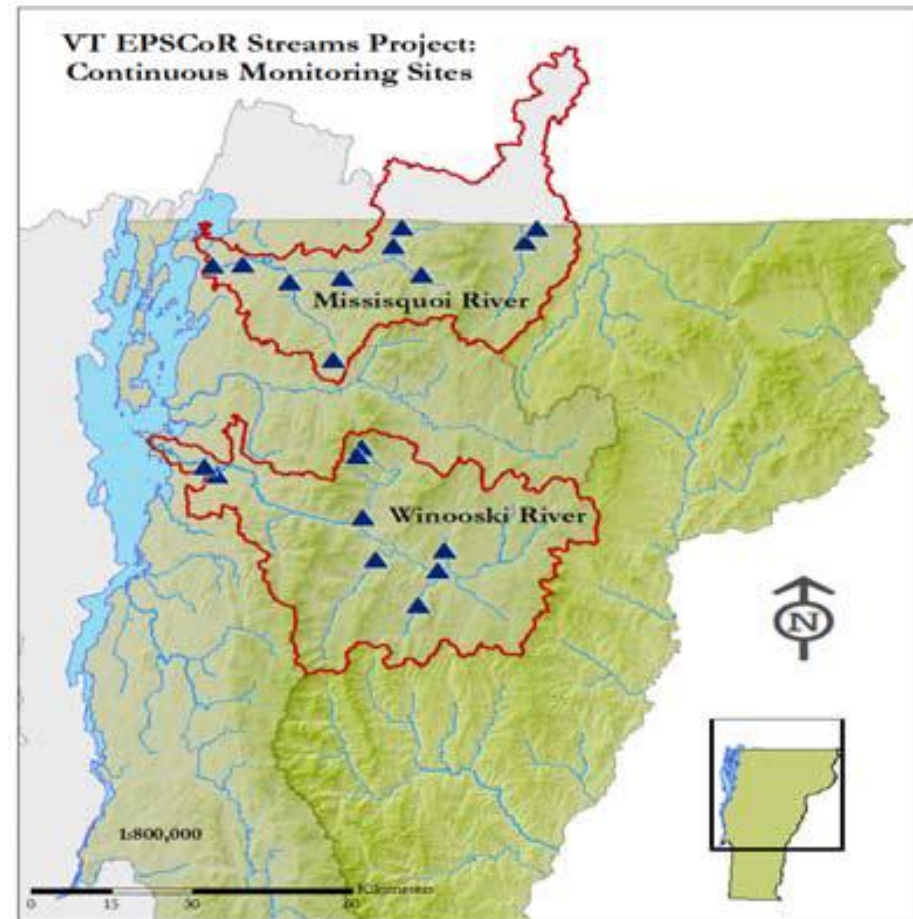 VT EPSCoR Streams Project:
Continuous Monitoring Sites
Missisquoi River
Winooski River
N
1:800,000
Kilometers
0 15 30 60